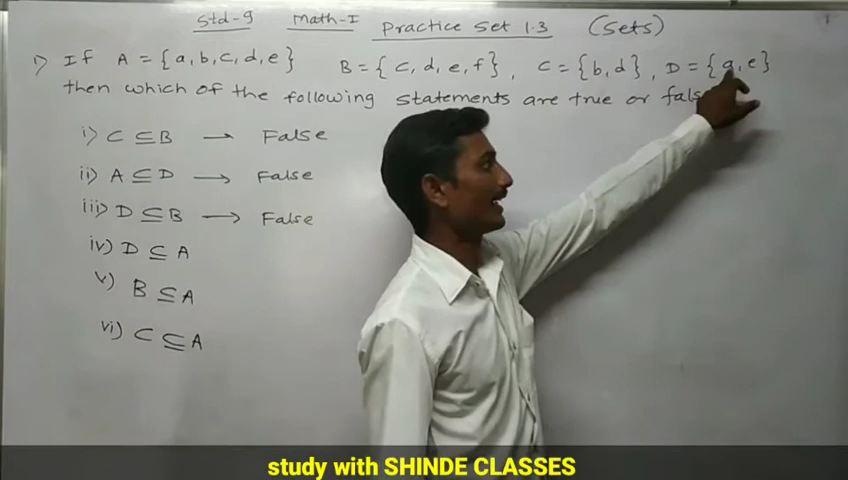 Std-9 Math-I Practice Set 1.3 (Sets)
1) If A = {a, b, c, d, e} B = { c, d, e, f} , C = {b, d} , D = {a, e}
then which of the following statements are true or fals
i) C ⊆ B → False
ii) A ⊆ D → False
iii) D ⊆ B → False
iv) D ⊆ A
v) B ⊆ A
vi) C ⊆ A
study with SHINDE CLASSES